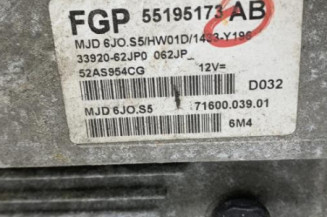 FGP 55195173 AB
MJD 6JO.S5/HW01D/1433-Y196
33920-62JP0 062JP_
52AS954CG 12V=
D032
MJD 6JO.S5 71600.039.01
6M4